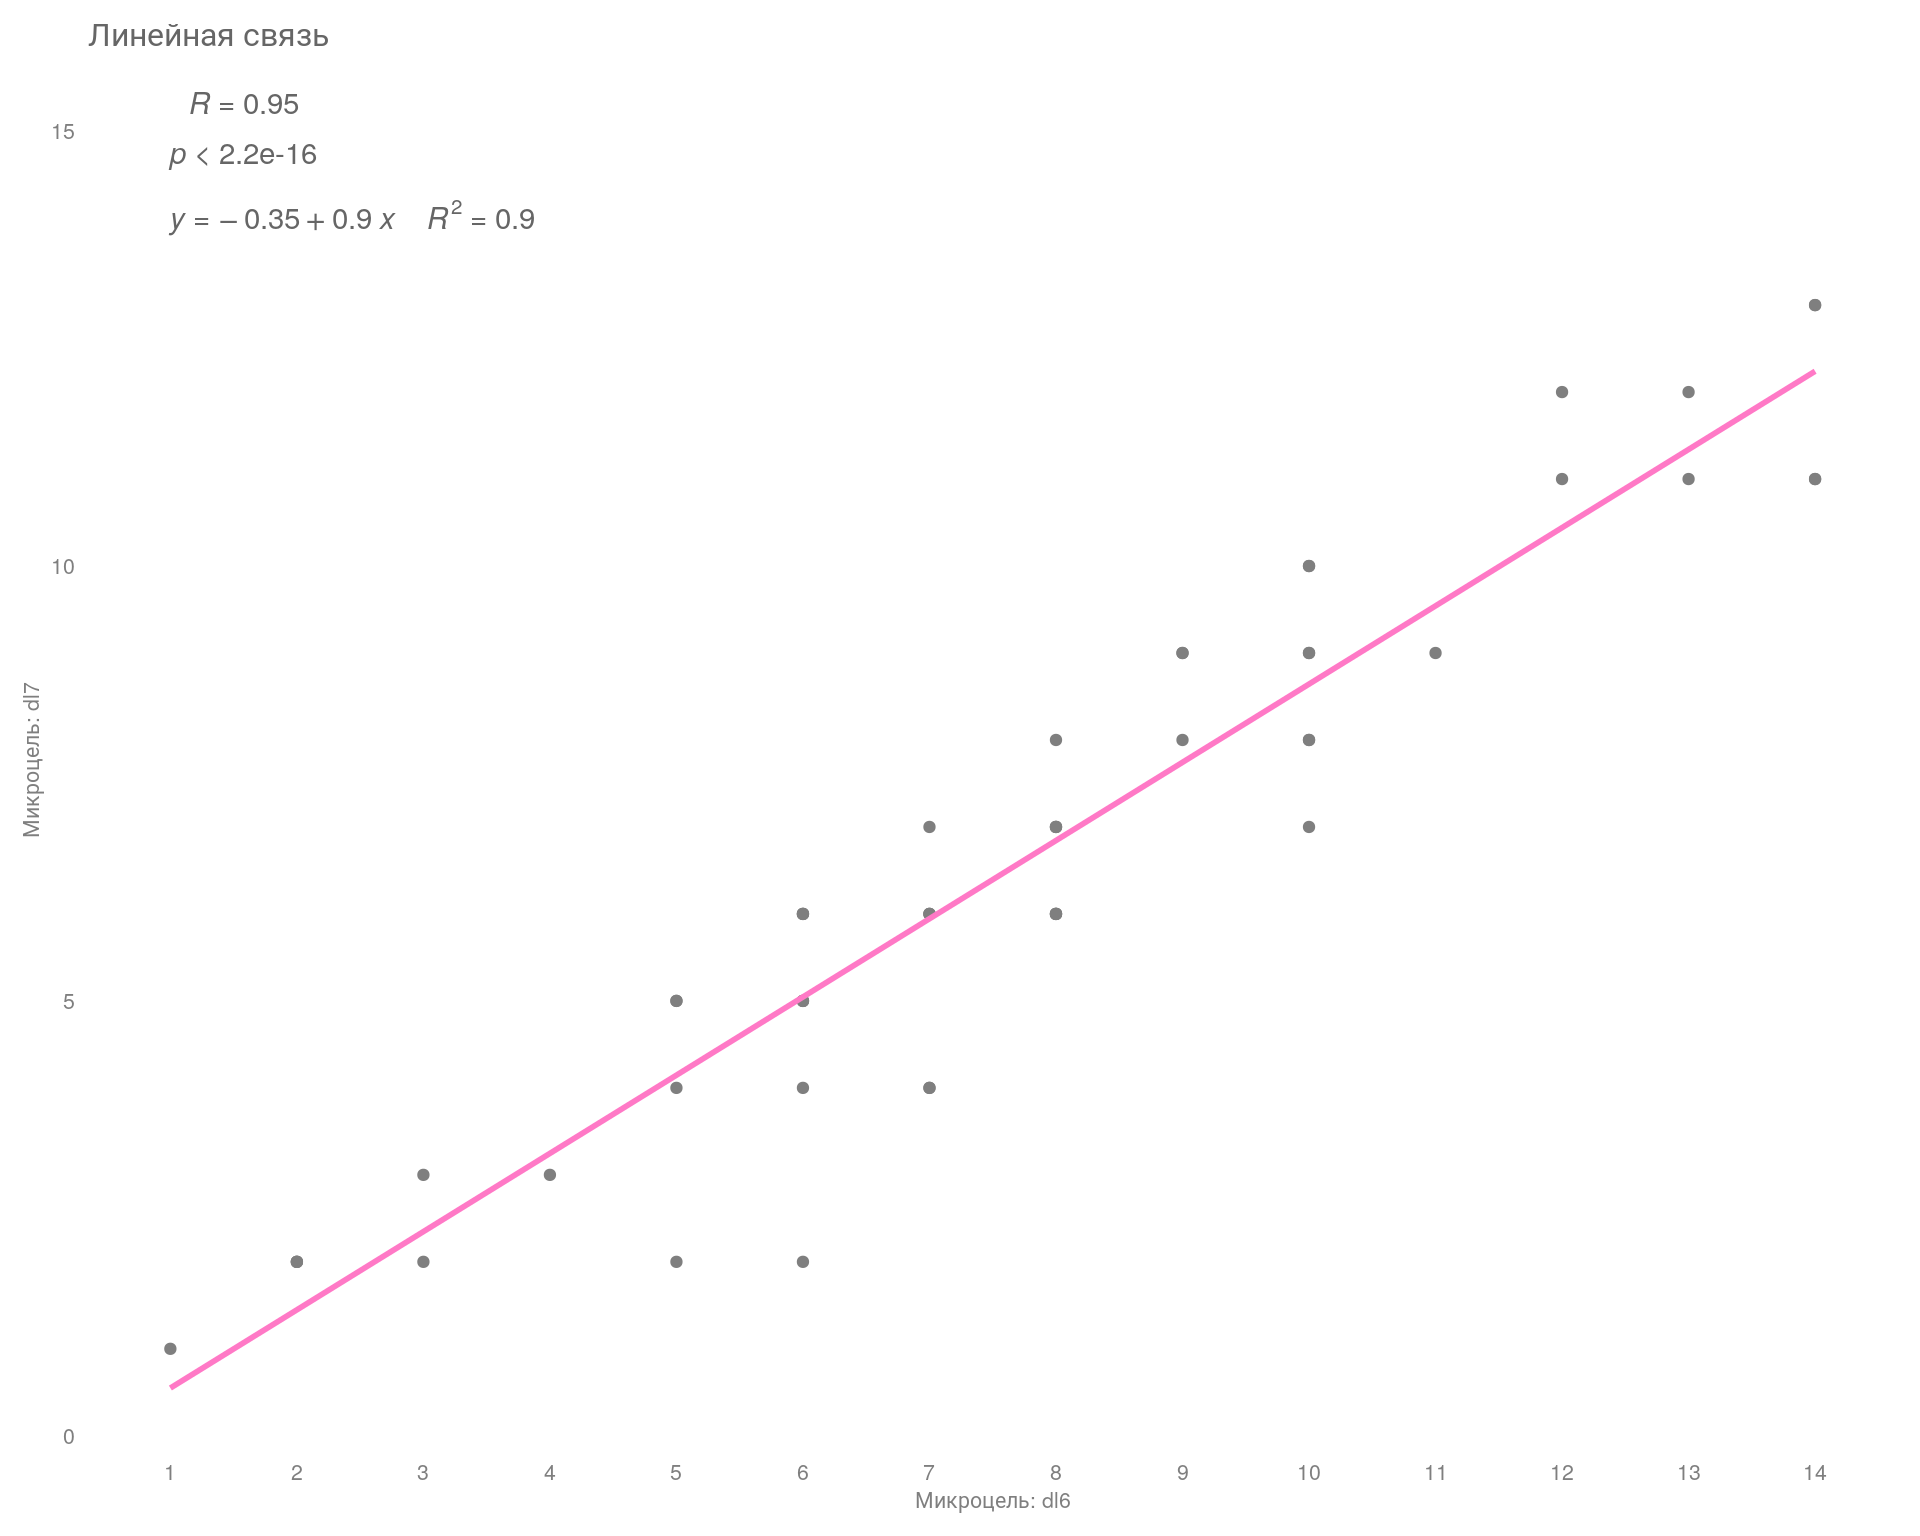 Линейная связь
R = 0.95
p < 2.2e-16
y = − 0.35 + 0.9 x R² = 0.9
15
10
5
0
Микроцель: dl7
1 2 3 4 5 6 7 8 9 10 11 12 13 14
Микроцель: dl6